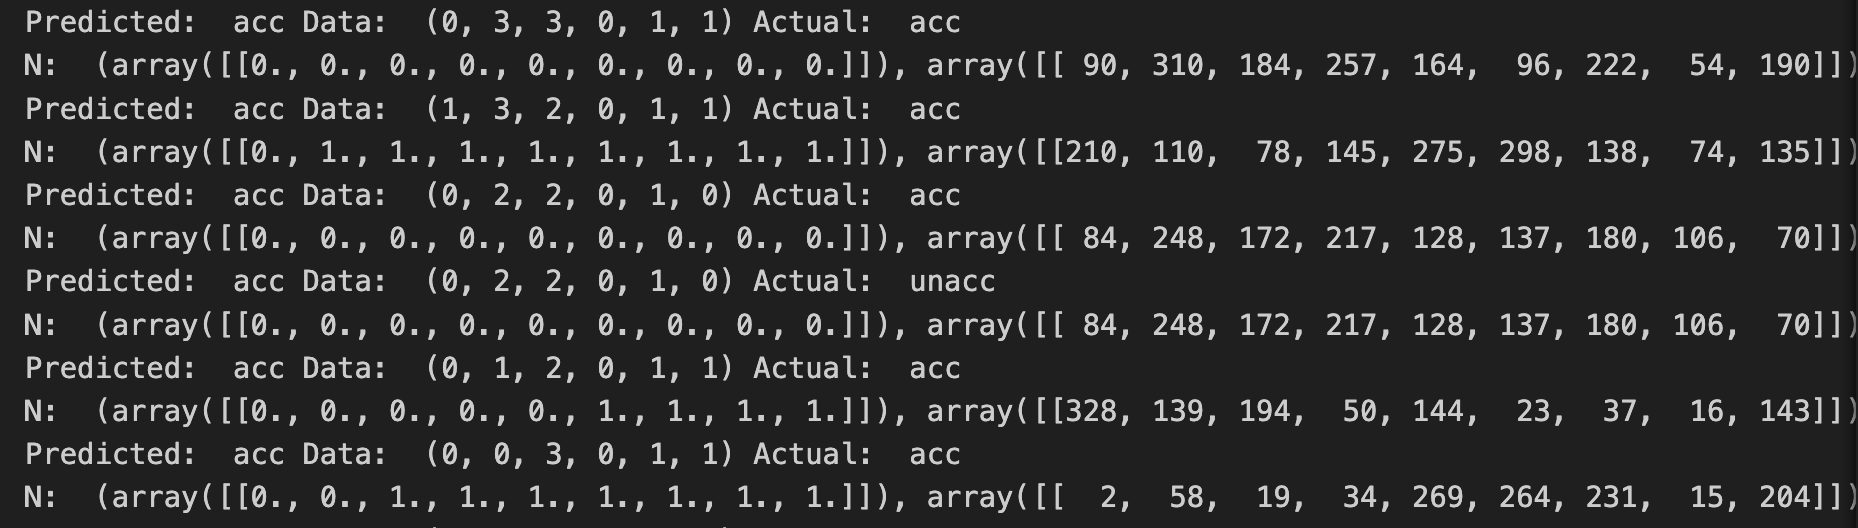 Predicted:  acc Data:  (0, 3, 3, 0, 1, 1) Actual:  acc
N:  (array([[0., 0., 0., 0., 0., 0., 0., 0., 0.]]), array([[ 90, 310, 184, 257, 164,  96, 222,  54, 190]])
Predicted:  acc Data:  (1, 3, 2, 0, 1, 1) Actual:  acc
N:  (array([[0., 1., 1., 1., 1., 1., 1., 1., 1.]]), array([[210, 110,  78, 145, 275, 298, 138,  74, 135]])
Predicted:  acc Data:  (0, 2, 2, 0, 1, 0) Actual:  acc
N:  (array([[0., 0., 0., 0., 0., 0., 0., 0., 0.]]), array([[ 84, 248, 172, 217, 128, 137, 180, 106,  70]])
Predicted:  acc Data:  (0, 2, 2, 0, 1, 0) Actual:  unacc
N:  (array([[0., 0., 0., 0., 0., 0., 0., 0., 0.]]), array([[ 84, 248, 172, 217, 128, 137, 180, 106,  70]])
Predicted:  acc Data:  (0, 1, 2, 0, 1, 1) Actual:  acc
N:  (array([[0., 0., 0., 0., 0., 1., 1., 1., 1.]]), array([[328, 139, 194,  50, 144,  23,  37,  16, 143]])
Predicted:  acc Data:  (0, 0, 3, 0, 1, 1) Actual:  acc
N:  (array([[0., 0., 1., 1., 1., 1., 1., 1., 1.]]), array([[  2,  58,  19,  34, 269, 264, 231,  15, 204]])